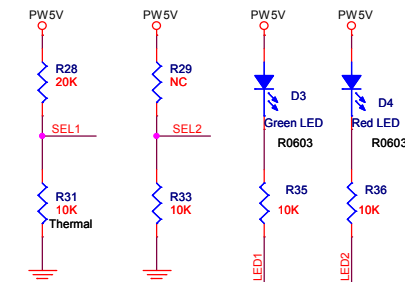 PW5V
PW5V
PW5V
PW5V
R28
20K
R29
NC
D3
Green LED
R0603
D4
Red LED
R0603
SEL1
SEL2
R31
10K
Thermal
R33
10K
R35
10K
R36
10K
LED1
LED2